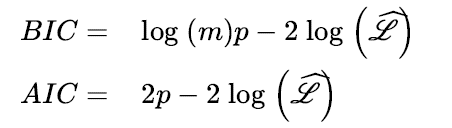 BIC = log (m)p − 2 log (ℒ̂)
AIC = 2p − 2 log (ℒ̂)